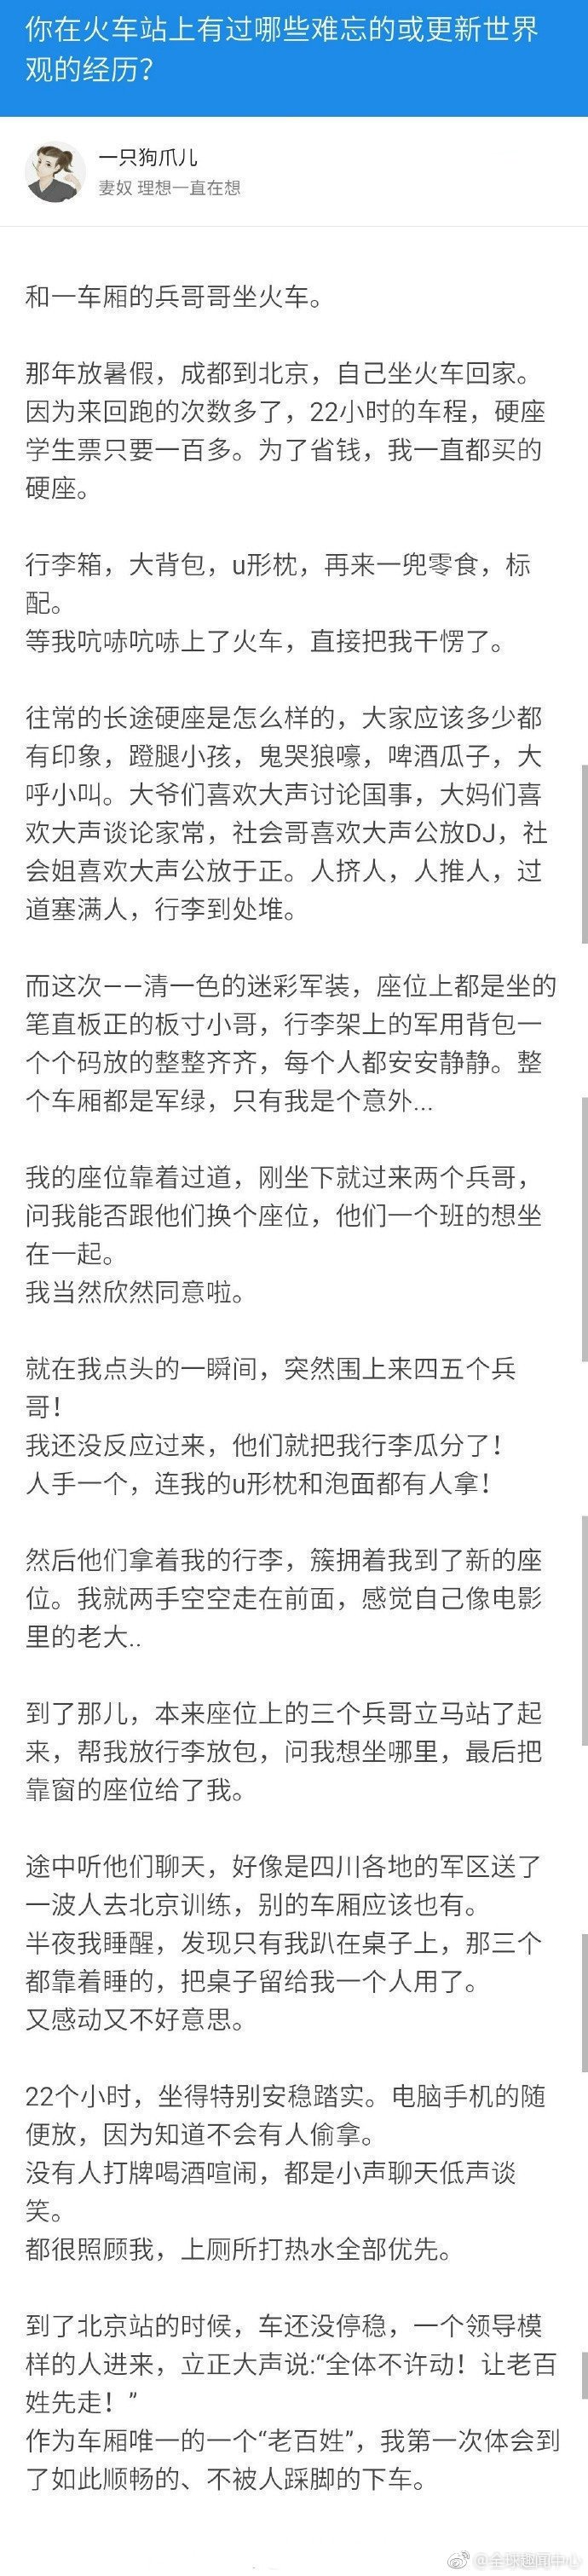 你在火车站上有过哪些难忘的或更新世界
观的经历？
一只狗爪儿
妻奴 理想一直在想
和一车厢的兵哥哥坐火车。
那年放暑假，成都到北京，自己坐火车回家。
因为来回跑的次数多了，22小时的车程，硬座
学生票只要一百多。为了省钱，我一直都买的
硬座。
行李箱，大背包，u形枕，再来一兜零食，标
配。
等我吭哧吭哧上了火车，直接把我干愣了。
往常的长途硬座是怎么样的，大家应该多少都
有印象，蹬腿小孩，鬼哭狼嚎，啤酒瓜子，大
呼小叫。大爷们喜欢大声讨论国事，大妈们喜
欢大声谈论家常，社会哥喜欢大声公放DJ，社
会姐喜欢大声公放于正。人挤人，人推人，过
道塞满人，行李到处堆。
而这次——清一色的迷彩军装，座位上都是坐的
笔直板正的板寸小哥，行李架上的军用背包一
个个码放的整整齐齐，每个人都安安静静。整
个车厢都是军绿，只有我是个意外...
我的座位靠着过道，刚坐下就过来两个兵哥，
问我能否跟他们换个座位，他们一个班的想坐
在一起。
我当然欣然同意啦。
就在我点头的一瞬间，突然围上来四五个兵
哥！
我还没反应过来，他们就把我行李瓜分了！
人手一个，连我的u形枕和泡面都有人拿！
然后他们拿着我的行李，簇拥着我到了新的座
位。我就两手空空走在前面，感觉自己像电影
里的老大..
到了那儿，本来座位上的三个兵哥立马站了起
来，帮我放行李放包，问我想坐哪里，最后把
靠窗的座位给了我。
途中听他们聊天，好像是四川各地的军区送了
一波人去北京训练，别的车厢应该也有。
半夜我睡醒，发现只有我趴在桌子上，那三个
都靠着睡的，把桌子留给我一个人用了。
又感动又不好意思。
22个小时，坐得特别安稳踏实。电脑手机的随
便放，因为知道不会有人偷拿。
没有人打牌喝酒喧闹，都是小声聊天低声谈
笑。
都很照顾我，上厕所打热水全部优先。
到了北京站的时候，车还没停稳，一个领导模
样的人进来，立正大声说:“全体不许动！让老百
姓先走！”
作为车厢唯一的一个“老百姓”，我第一次体会到
了如此顺畅的、不被人踩脚的下车。
@全球趣闻中心